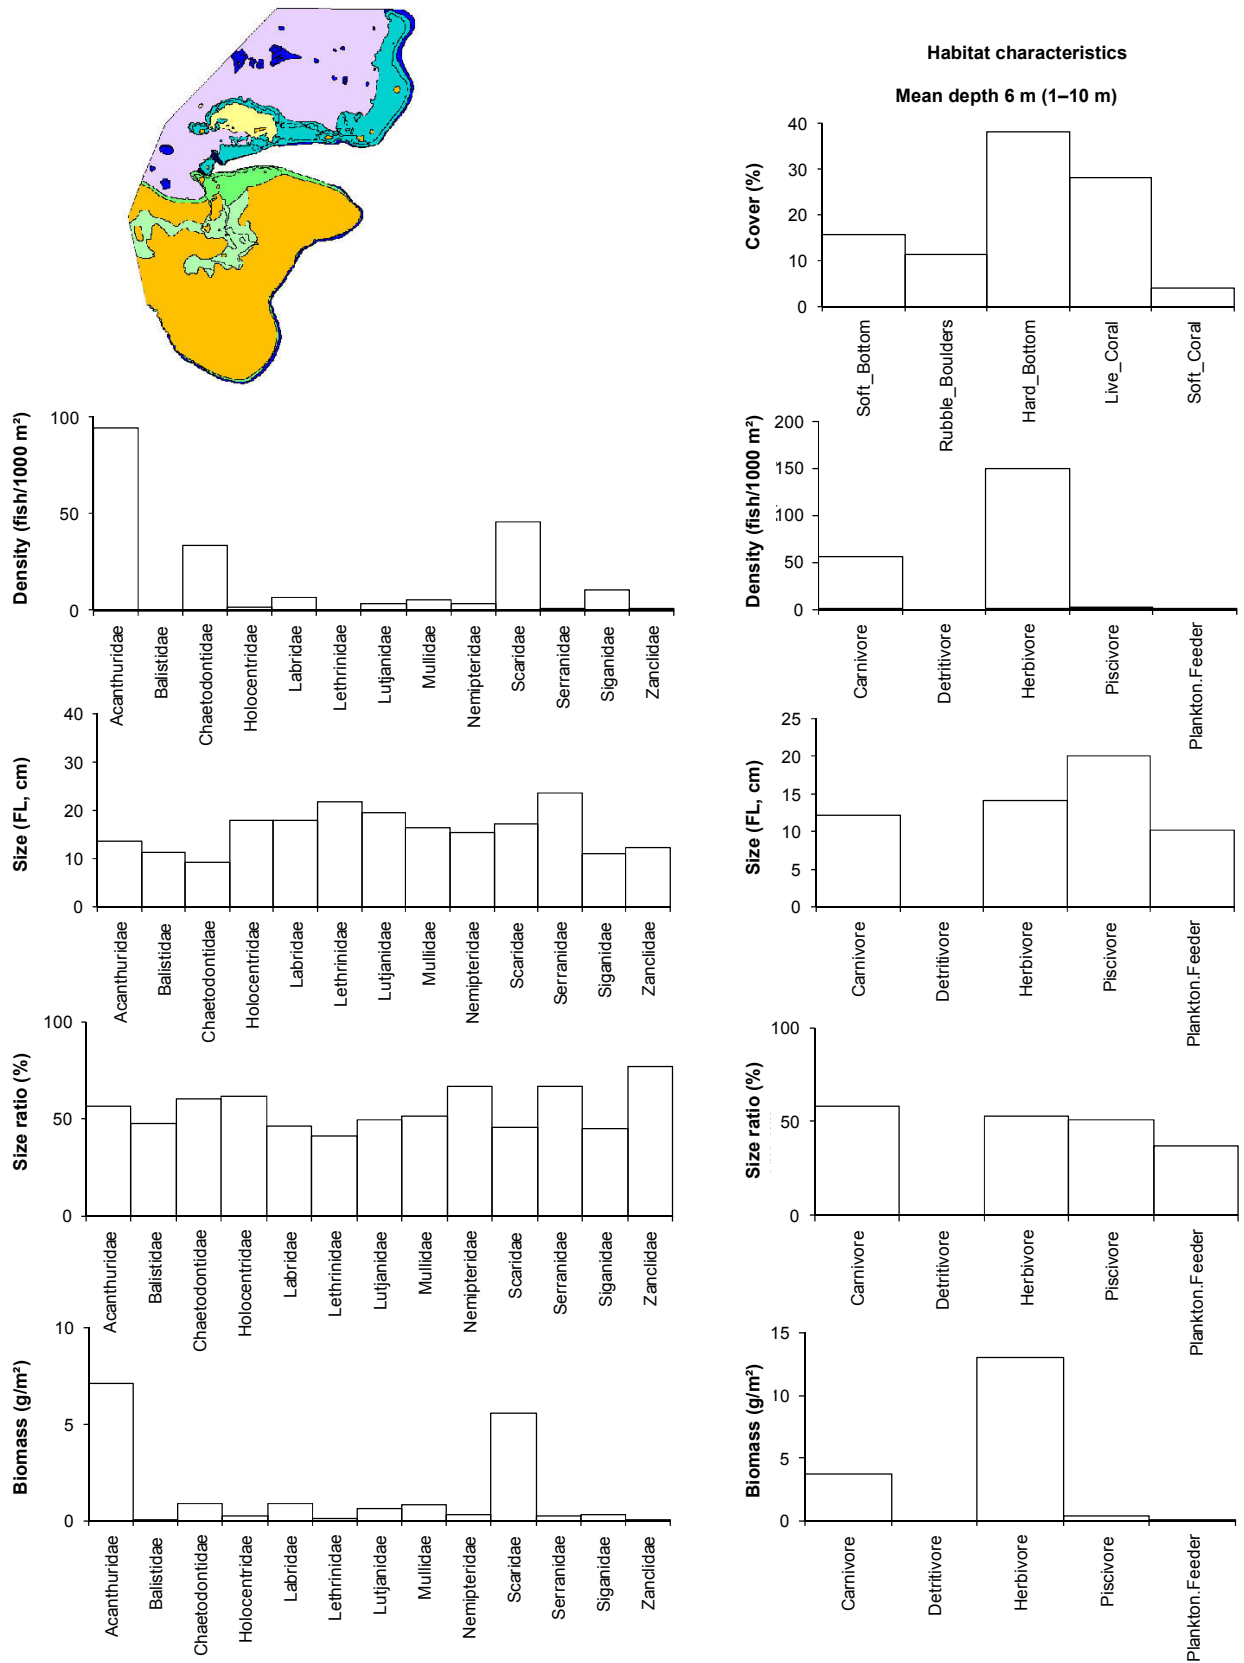 Habitat characteristics
Mean depth 6 m (1–10 m)
Cover (%)
40
30
20
10
0
Soft_Bottom
Rubble_Boulders
Hard_Bottom
Live_Coral
Soft_Coral
Density (fish/1000 m²)
100
50
0
Acanthuridae
Balistidae
Chaetodontidae
Holocentridae
Labridae
Lethrinidae
Lutjanidae
Mullidae
Nemipteridae
Scaridae
Serranidae
Siganidae
Zanclidae
Density (fish/1000 m²)
200
150
100
50
0
Carnivore
Detritivore
Herbivore
Piscivore
Plankton.Feeder
Size (FL, cm)
40
30
20
10
0
Acanthuridae
Balistidae
Chaetodontidae
Holocentridae
Labridae
Lethrinidae
Lutjanidae
Mullidae
Nemipteridae
Scaridae
Serranidae
Siganidae
Zanclidae
Size (FL, cm)
25
20
15
10
5
0
Carnivore
Detritivore
Herbivore
Piscivore
Plankton.Feeder
Size ratio (%)
100
50
0
Acanthuridae
Balistidae
Chaetodontidae
Holocentridae
Labridae
Lethrinidae
Lutjanidae
Mullidae
Nemipteridae
Scaridae
Serranidae
Siganidae
Zanclidae
Size ratio (%)
100
50
0
Carnivore
Detritivore
Herbivore
Piscivore
Plankton.Feeder
Biomass (g/m²)
10
5
0
Acanthuridae
Balistidae
Chaetodontidae
Holocentridae
Labridae
Lethrinidae
Lutjanidae
Mullidae
Nemipteridae
Scaridae
Serranidae
Siganidae
Zanclidae
Biomass (g/m²)
15
10
5
0
Carnivore
Detritivore
Herbivore
Piscivore
Plankton.Feeder